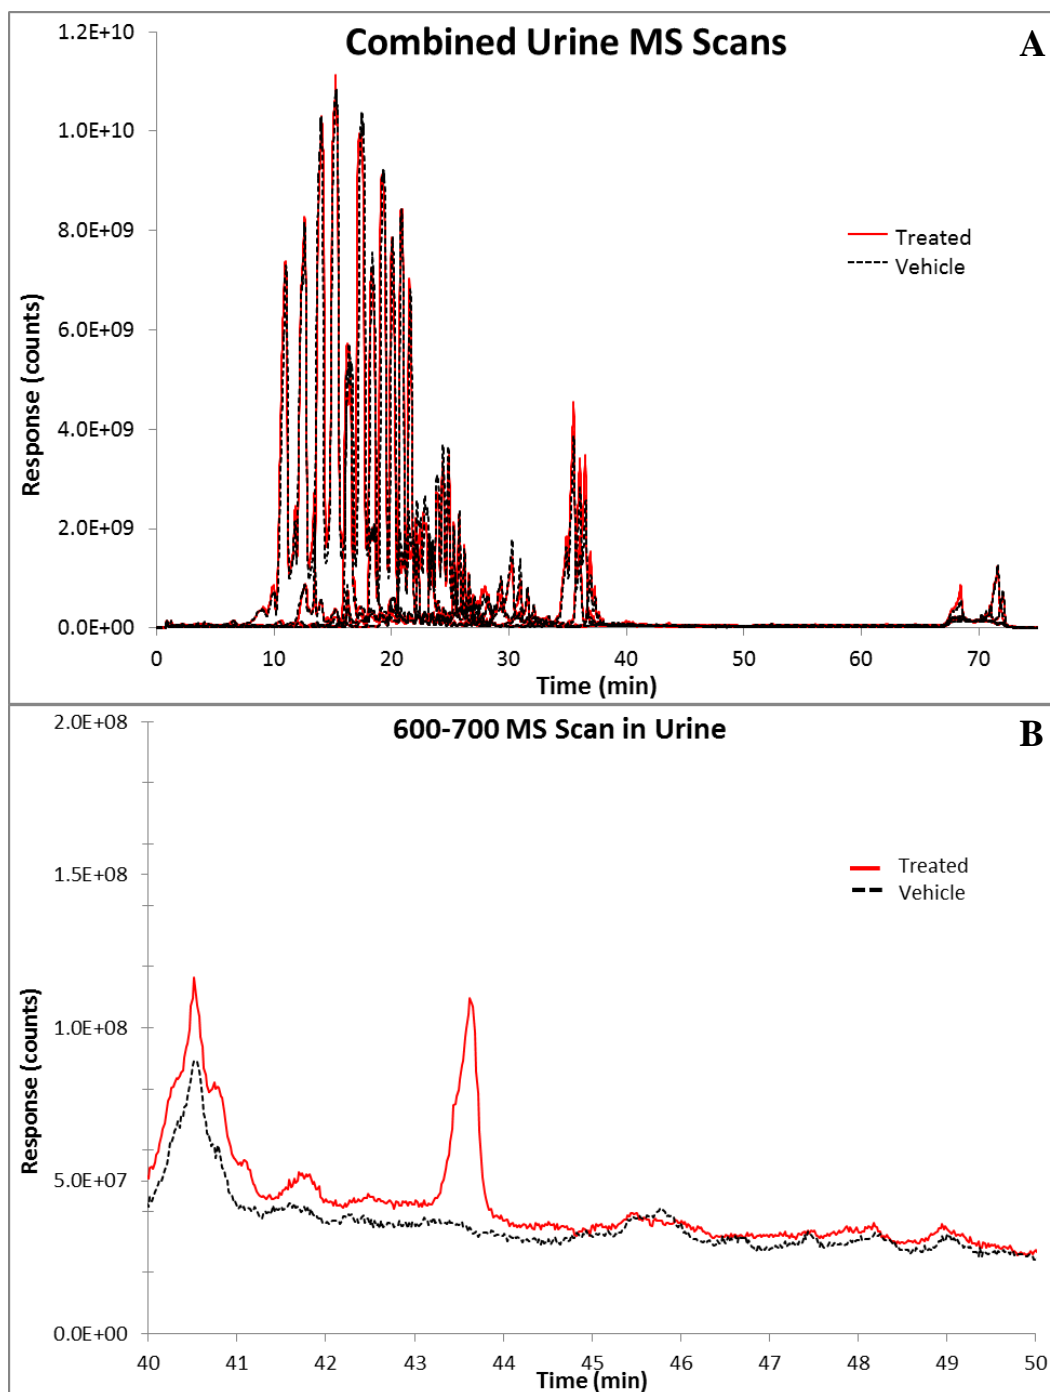 Combined Urine MS Scans
A
1.2E+10
1.0E+10
8.0E+09
6.0E+09
4.0E+09
2.0E+09
0.0E+00
Response (counts)
Treated
Vehicle
0 10 20 30 40 50 60 70
Time (min)
600-700 MS Scan in Urine
B
2.0E+08
1.5E+08
1.0E+08
5.0E+07
0.0E+00
Response (counts)
Treated
Vehicle
40 41 42 43 44 45 46 47 48 49 50
Time (min)